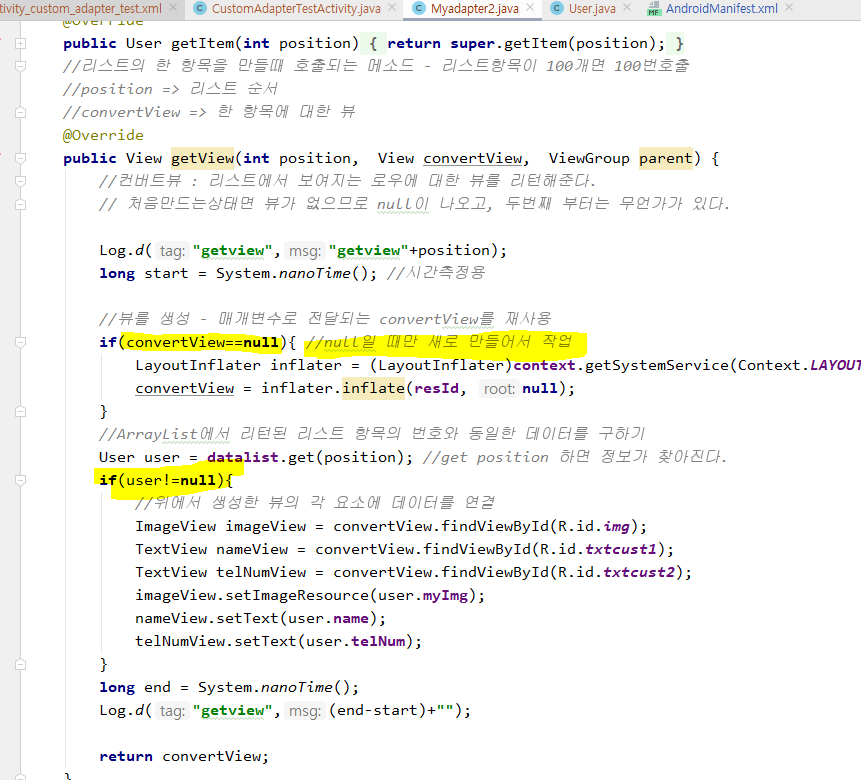 tivity_custom_adapter_test.xml CustomAdapterTestActivity.java Myadapter2.java User.java AndroidManifest.xml
@Override
public User getItem(int position) { return super.getItem(position); }
//리스트의 한 항목을 만들때 호출되는 메소드 - 리스트항목이 100개면 100번호출
//position => 리스트 순서
//convertView => 한 항목에 대한 뷰
@Override
public View getView(int position, View convertView, ViewGroup parent) {
//컨버트뷰 : 리스트에서 보여지는 로우에 대한 뷰를 리턴해준다.
// 처음만드는상태면 뷰가 없으므로 null이 나오고, 두번째 부터는 무언가가 있다.
Log.d( tag: "getview", msg: "getview"+position);
long start = System.nanoTime(); //시간측정용
//뷰를 생성 - 매개변수로 전달되는 convertView를 재사용
if(convertView==null){ //null일 때만 새로 만들어서 작업
LayoutInflater inflater = (LayoutInflater)context.getSystemService(Context.LAYOUT
convertView = inflater.inflate(resId, root: null);
}
//ArrayList에서 리턴된 리스트 항목의 번호와 동일한 데이터를 구하기
User user = datalist.get(position); //get position 하면 정보가 찾아진다.
if(user!=null){
//위에서 생성한 뷰의 각 요소에 데이터를 연결
ImageView imageView = convertView.findViewById(R.id.img);
TextView nameView = convertView.findViewById(R.id.txtcust1);
TextView telNumView = convertView.findViewById(R.id.txtcust2);
imageView.setImageResource(user.myImg);
nameView.setText(user.name);
telNumView.setText(user.telNum);
}
long end = System.nanoTime();
Log.d( tag: "getview", msg: (end-start)+"");
return convertView;
}